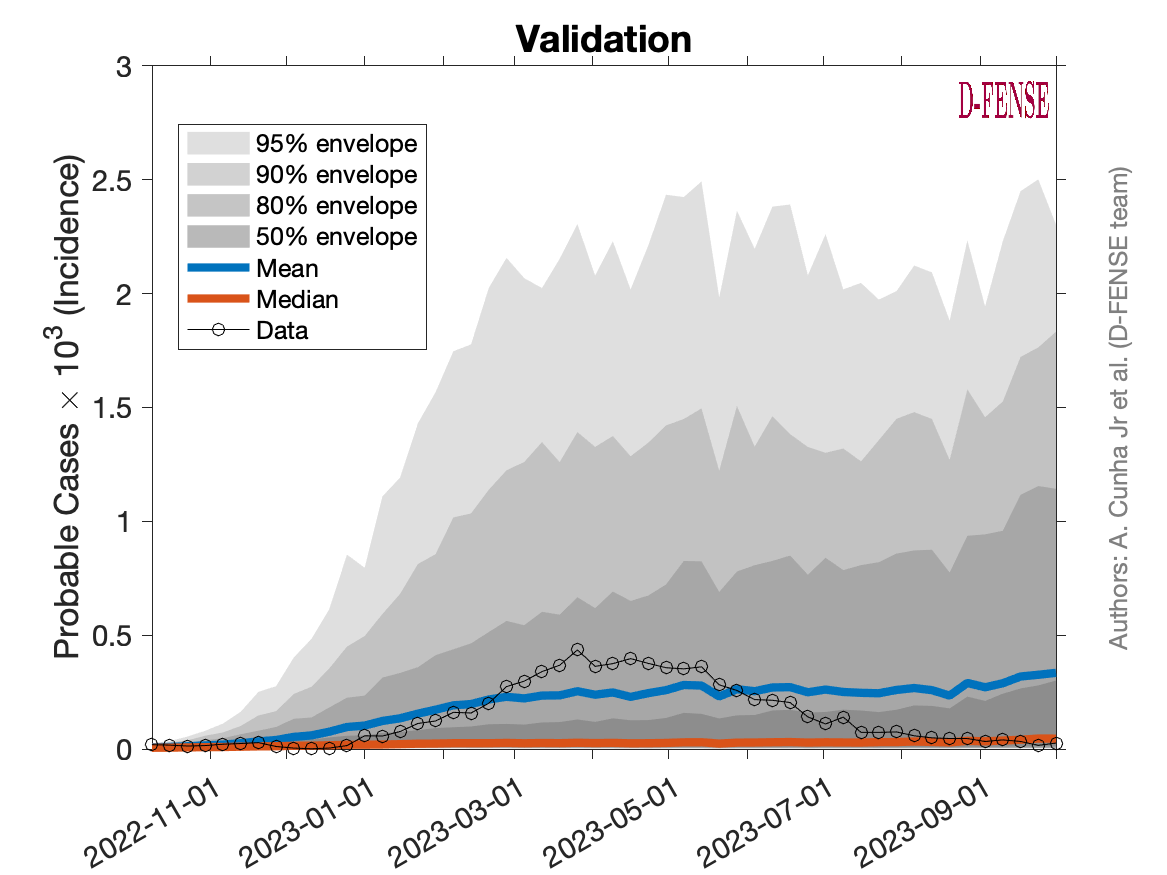 Validation
D-FENSE
95% envelope
90% envelope
80% envelope
50% envelope
Mean
Median
Data
Probable Cases × 10³ (Incidence)
3
2.5
2
1.5
1
0.5
0
2022-11-01
2023-01-01
2023-03-01
2023-05-01
2023-07-01
2023-09-01
Authors: A. Cunha Jr et al. (D-FENSE team)